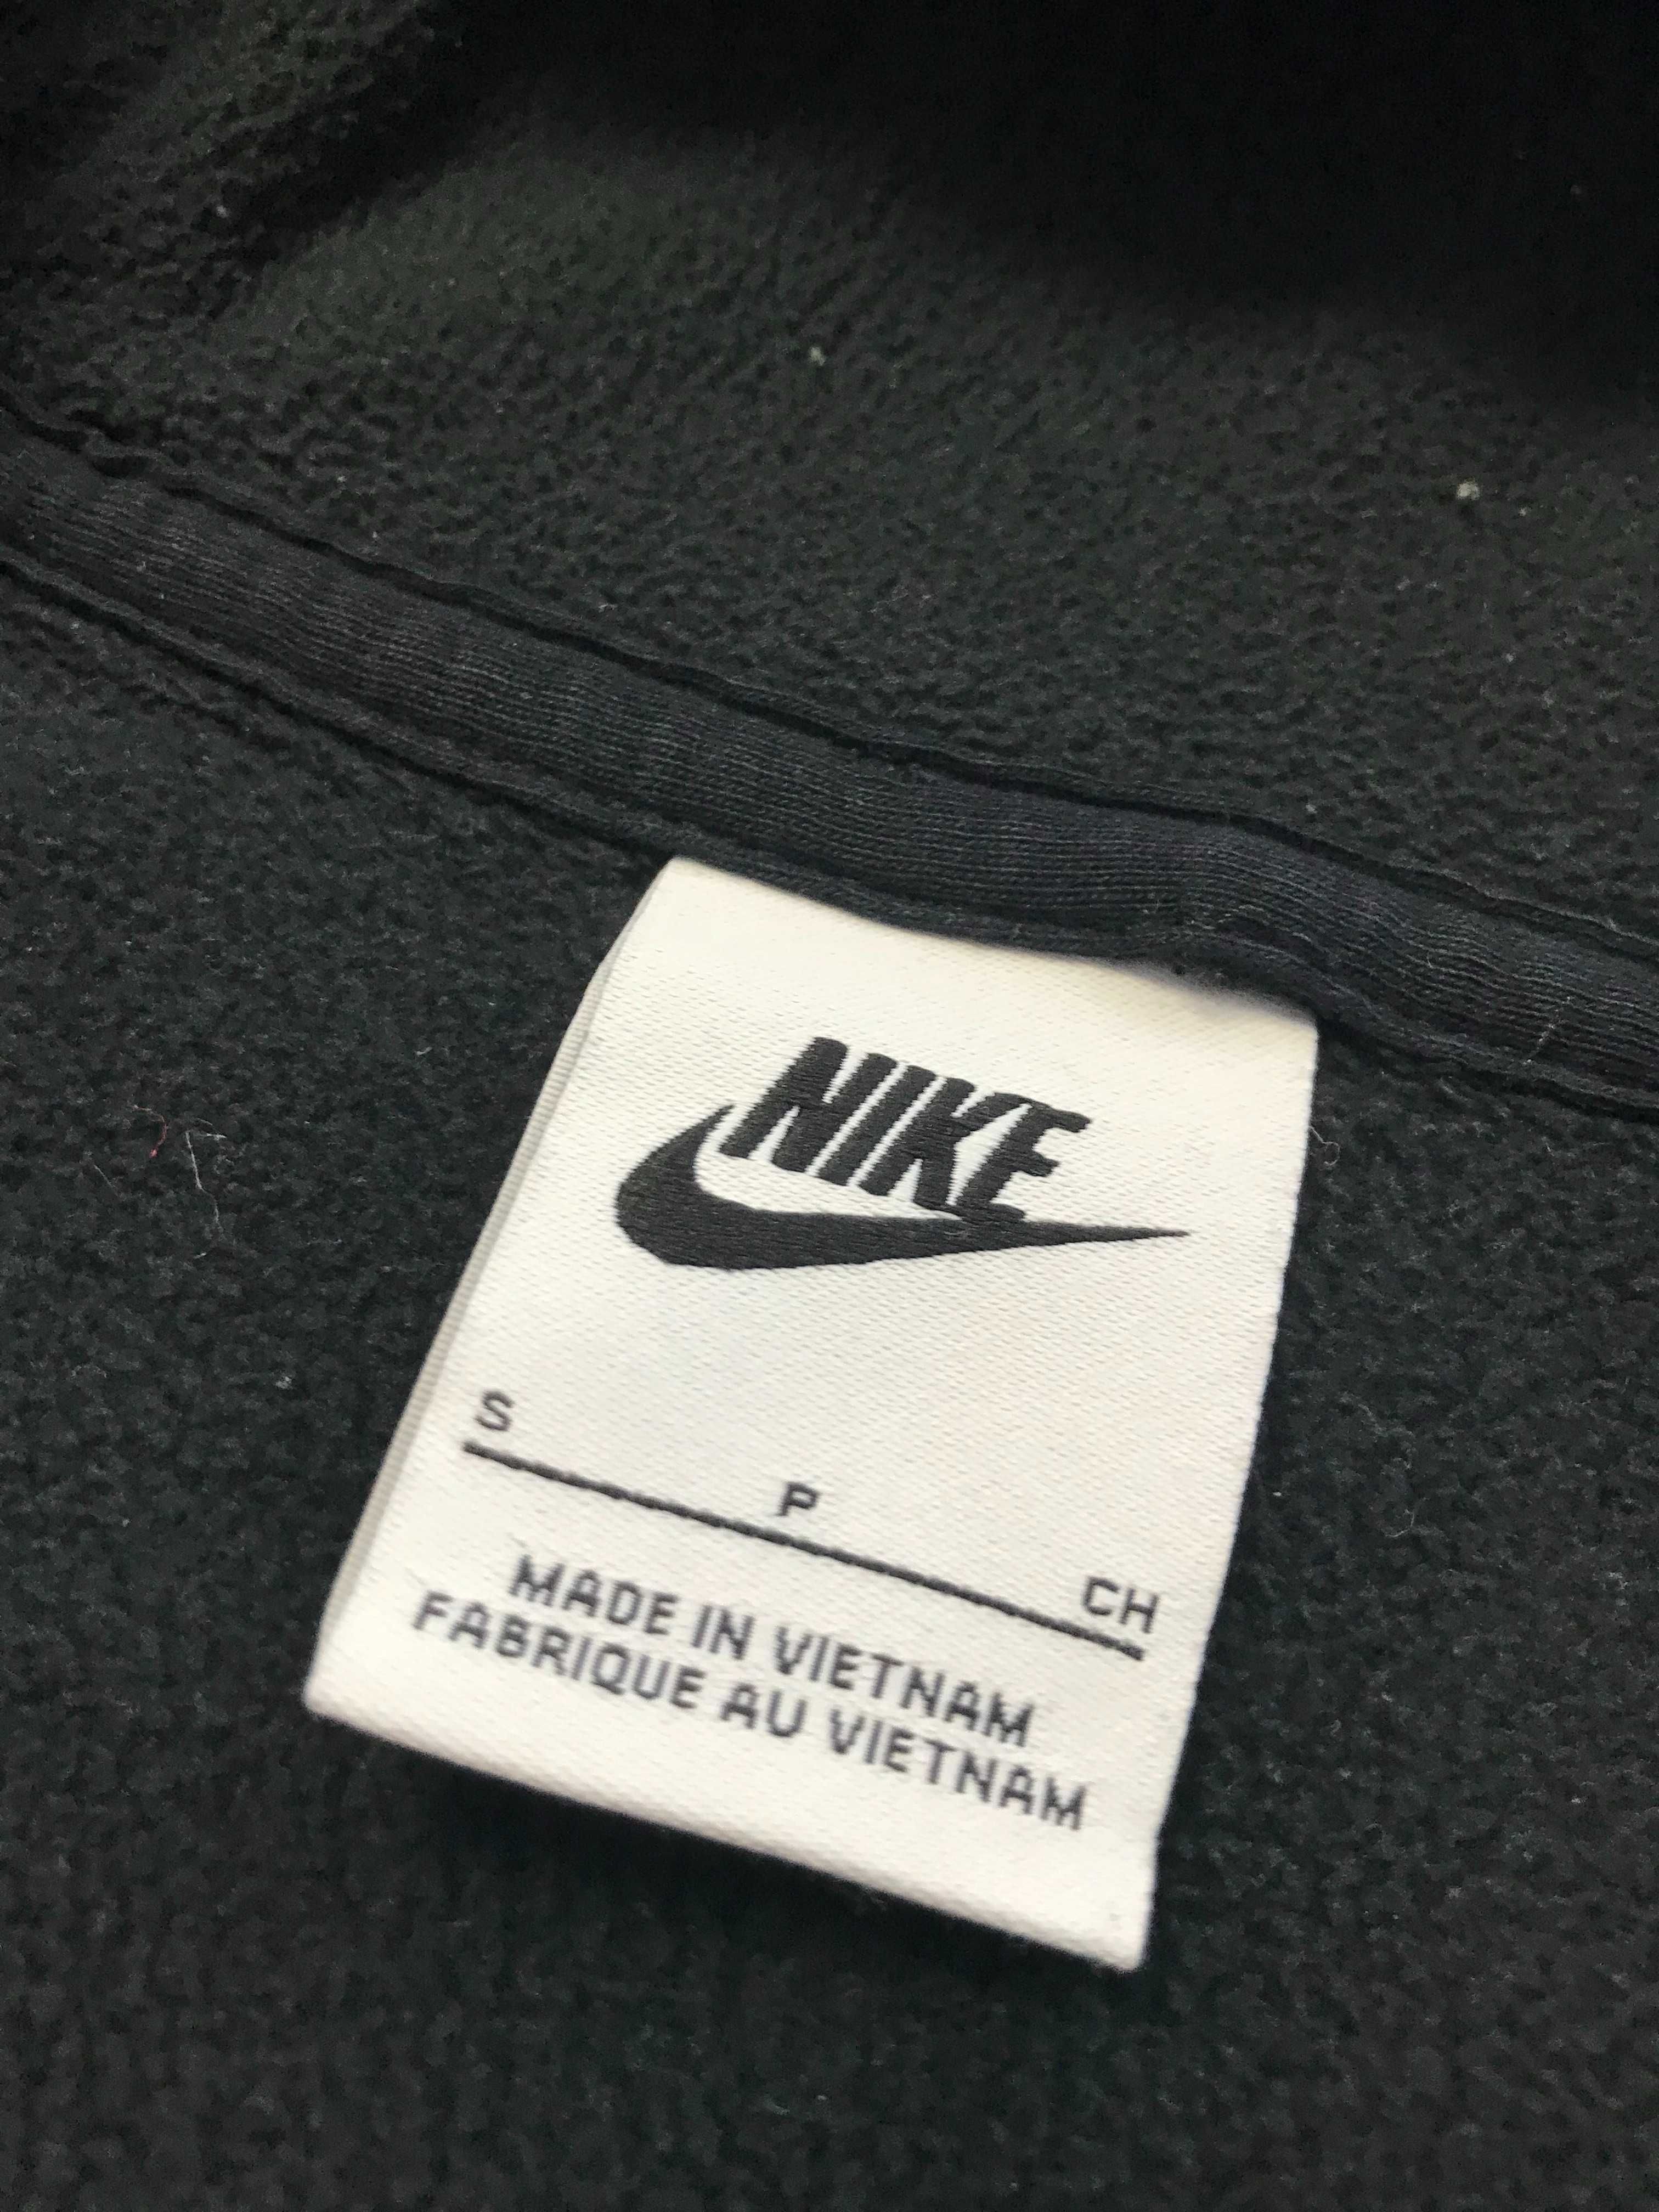 NIKE
S P CH
MADE IN VIETNAM
FABRIQUE AU VIETNAM